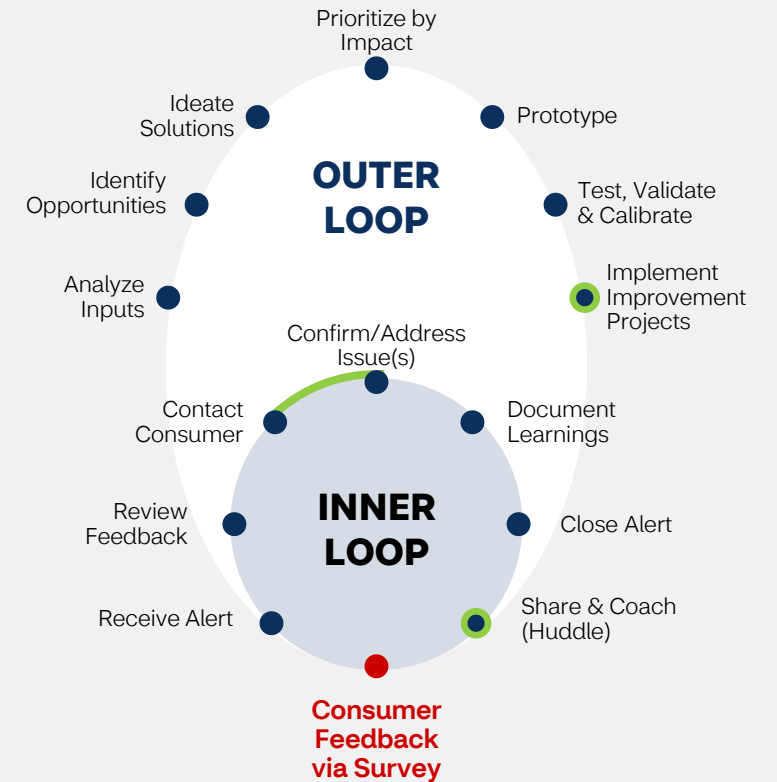 Prioritize by
Impact
Ideate
Solutions
Prototype
OUTER
LOOP
Identify
Opportunities
Test, Validate
& Calibrate
Analyze
Inputs
Implement
Improvement
Projects
Confirm/Address
Issue(s)
Contact
Consumer
Document
Learnings
INNER
LOOP
Review
Feedback
Close Alert
Receive Alert
Share & Coach
(Huddle)
Consumer
Feedback
via Survey